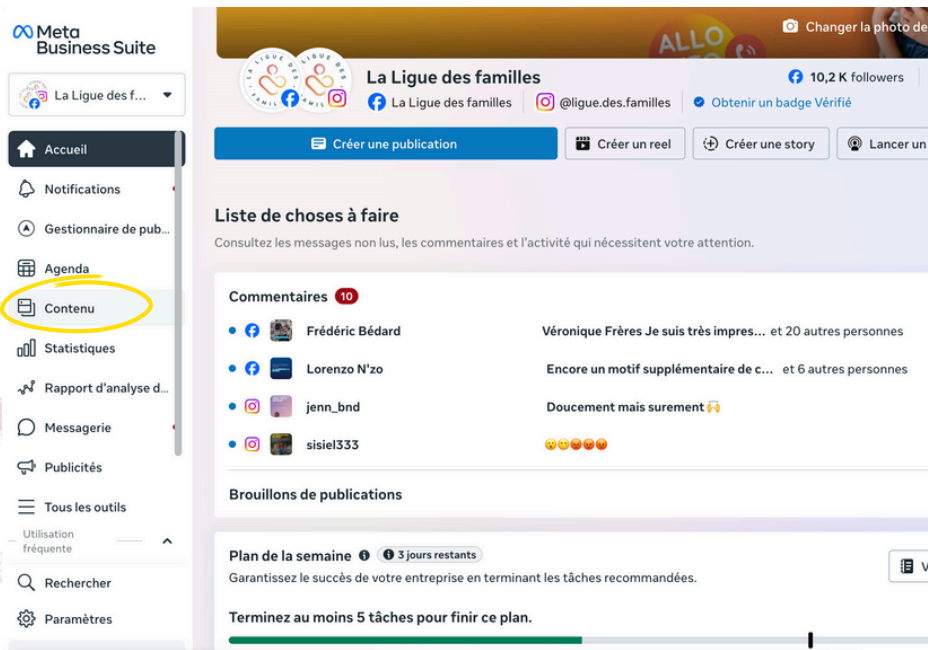 Meta
Business Suite
La Ligue des f...
Accueil
Notifications
Gestionnaire de pub...
Agenda
Contenu
Statistiques
Rapport d'analyse d...
Messagerie
Publicités
Tous les outils
Utilisation
fréquente
Rechercher
Paramètres
ALLO
Changer la photo de
La Ligue des familles
10,2 K followers
La Ligue des familles
@ligue.des.familles
Obtenir un badge Vérifié
Créer une publication
Créer un reel
Créer une story
Lancer un
Liste de choses à faire
Consultez les messages non lus, les commentaires et l'activité qui nécessitent votre attention.
Commentaires 10
Frédéric Bédard Véronique Frères Je suis très impres... et 20 autres personnes
Lorenzo N'zo Encore un motif supplémentaire de c... et 6 autres personnes
jenn_bnd Doucement mais surement 🙌
sisiel333 😮😬😡😡😡
Brouillons de publications
Plan de la semaine 3 jours restants
Garantissez le succès de votre entreprise en terminant les tâches recommandées.
Terminez au moins 5 tâches pour finir ce plan.